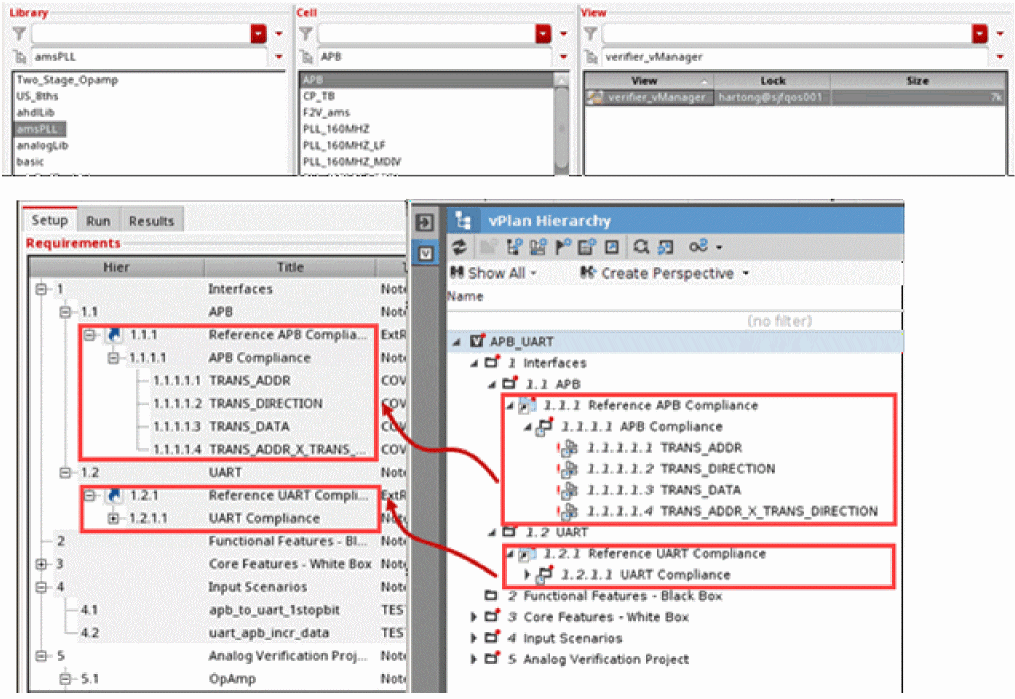 Library Cell View
amsPLL APB verifier_vManager
Two_Stage_Opamp
US_8ths
ahdlLib
amsPLL
analogLib
basic
APB
CP_TB
F2V_ams
PLL_160MHZ
PLL_160MHZ_LF
PLL_160MHZ_MDIV
View Lock Size
verifier_vManager hartong@sjfqos001 7k
Setup Run Results
Requirements
Hier Title
1 Interfaces Note
1.1 APB Note
1.1.1 Reference APB Complia... ExtR
1.1.1.1 APB Compliance Note
1.1.1.1.1 TRANS_ADDR COV
1.1.1.1.2 TRANS_DIRECTION COV
1.1.1.1.3 TRANS_DATA COV
1.1.1.1.4 TRANS_ADDR_X_TRANS_... COV
1.2 UART Note
1.2.1 Reference UART Compli... ExtR
1.2.1.1 UART Compliance Note
2 Functional Features - Bl... Note
3 Core Features - White Box Note
4 Input Scenarios Note
4.1 apb_to_uart_1stopbit TES
4.2 uart_apb_incr_data TES
5 Analog Verification Proj... Note
5.1 OpAmp Note
vPlan Hierarchy
Show All Create Perspective
Name
(no filter)
APB_UART
1 Interfaces
1.1 APB
1.1.1 Reference APB Compliance
1.1.1.1 APB Compliance
1.1.1.1.1 TRANS_ADDR
1.1.1.1.2 TRANS_DIRECTION
1.1.1.1.3 TRANS_DATA
1.1.1.1.4 TRANS_ADDR_X_TRANS_DIRECTION
1.2 UART
1.2.1 Reference UART Compliance
1.2.1.1 UART Compliance
2 Functional Features - Black Box
3 Core Features - White Box
4 Input Scenarios
5 Analog Verification Project